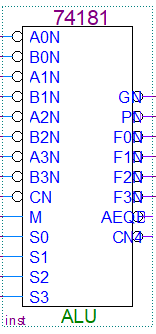 74181
A0N
B0N
A1N
B1N
A2N
B2N
A3N
B3N
CN
M
S0
S1
S2
S3
GN
PN
F0N
F1N
F2N
F3N
AEQB
CN4
inst
ALU